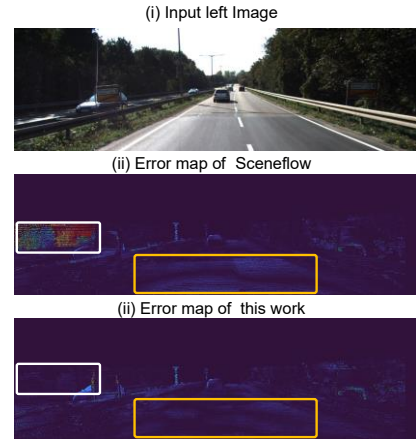 (i) Input left Image
(ii) Error map of Sceneflow
(ii) Error map of this work